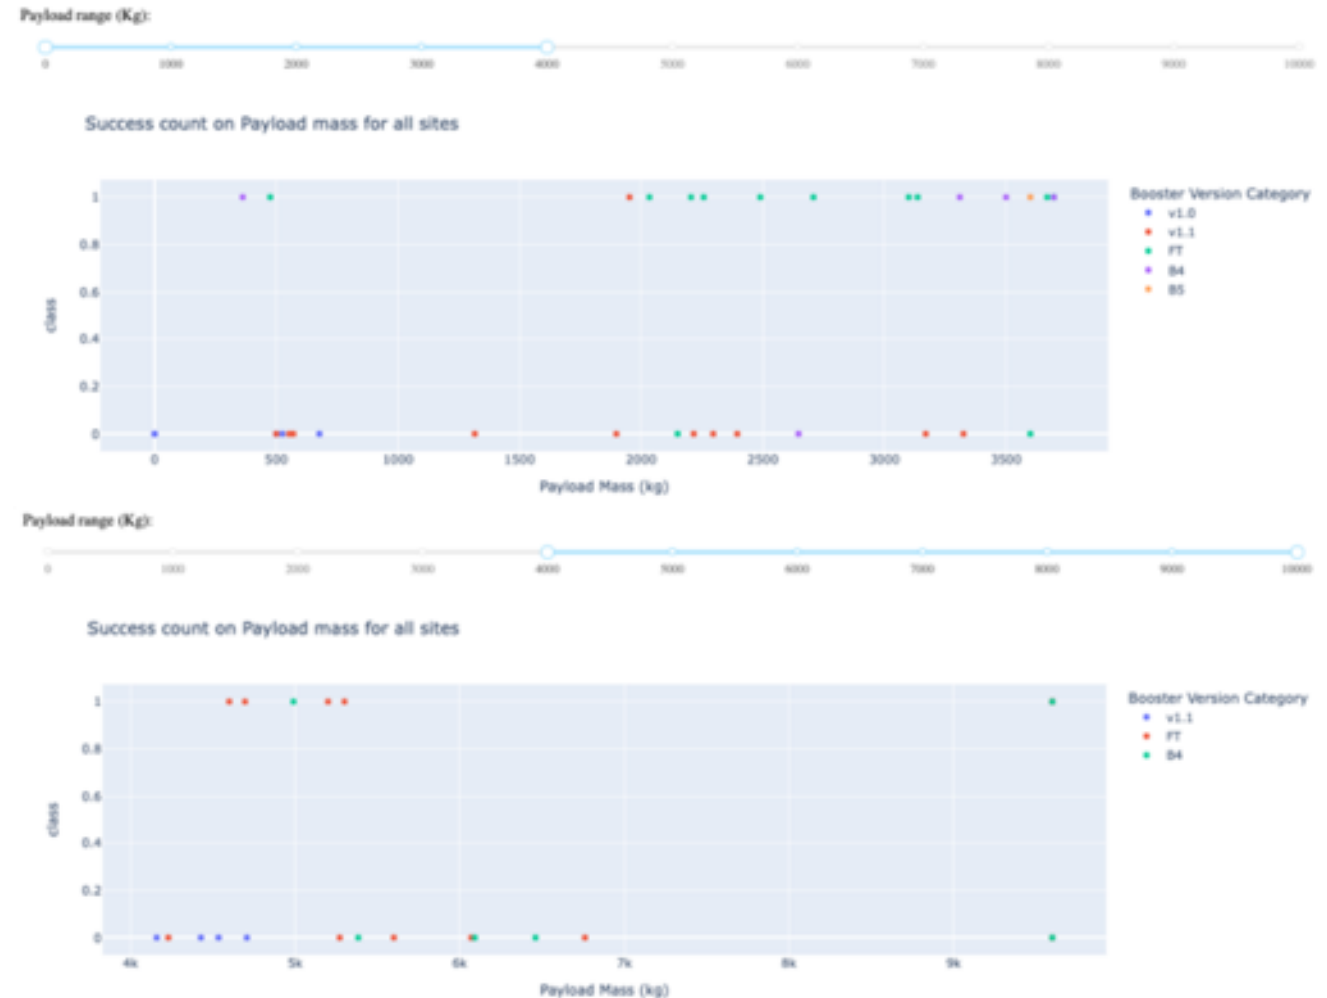 Payload range (Kg):
0 1000 2000 3000 4000 5000 6000 7000 8000 9000 10000
Success count on Payload mass for all sites
Booster Version Category
v1.0
v1.1
FT
B4
B5
class
1
0.8
0.6
0.4
0.2
0
0 500 1000 1500 2000 2500 3000 3500
Payload Mass (kg)
Payload range (Kg):
0 1000 2000 3000 4000 5000 6000 7000 8000 9000 10000
Success count on Payload mass for all sites
Booster Version Category
v1.1
FT
B4
class
1
0.8
0.6
0.4
0.2
0
4k 5k 6k 7k 8k 9k
Payload Mass (kg)